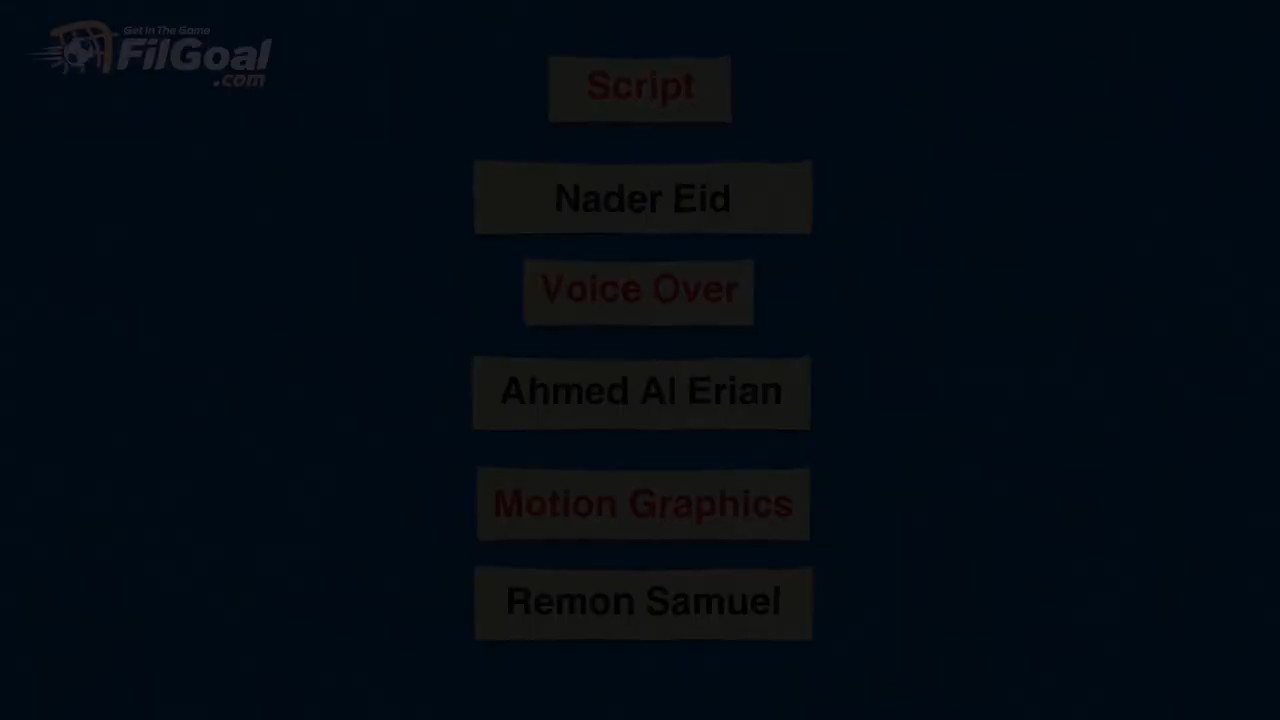 Get In The Game
FilGoal
.com
Script
Nader Eid
Voice Over
Ahmed Al Erian
Motion Graphics
Remon Samuel